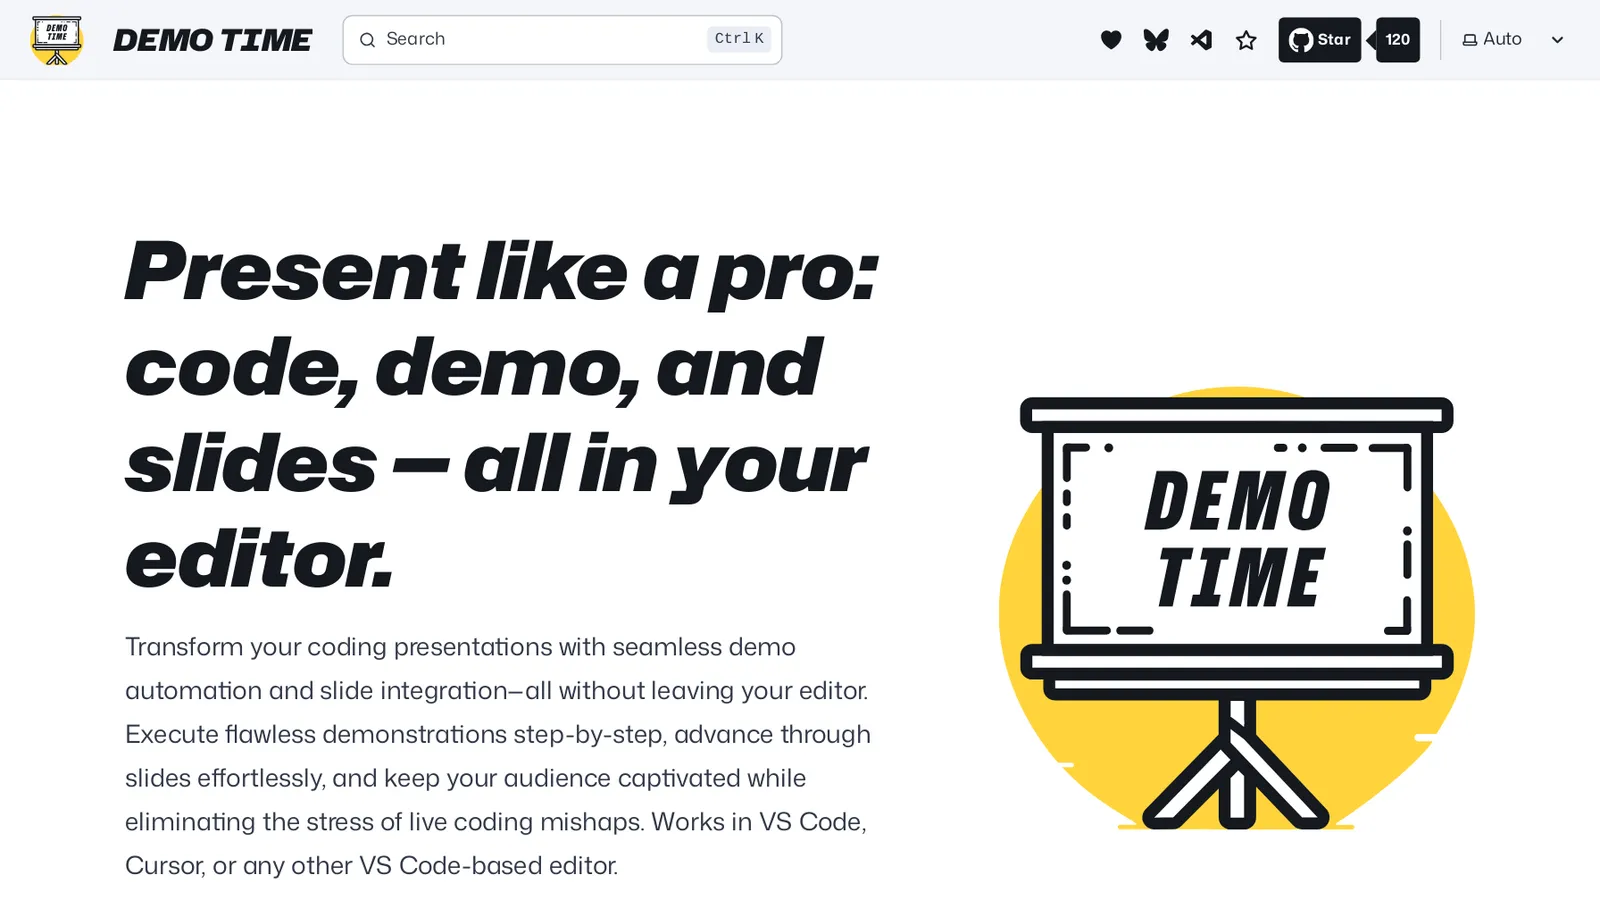 DEMO
TIME
DEMO TIME
Search
Ctrl K
Star
120
Auto
Present like a pro:
code, demo, and
slides — all in your
editor.
Transform your coding presentations with seamless demo
automation and slide integration—all without leaving your editor.
Execute flawless demonstrations step-by-step, advance through
slides effortlessly, and keep your audience captivated while
eliminating the stress of live coding mishaps. Works in VS Code,
Cursor, or any other VS Code-based editor.
DEMO
TIME